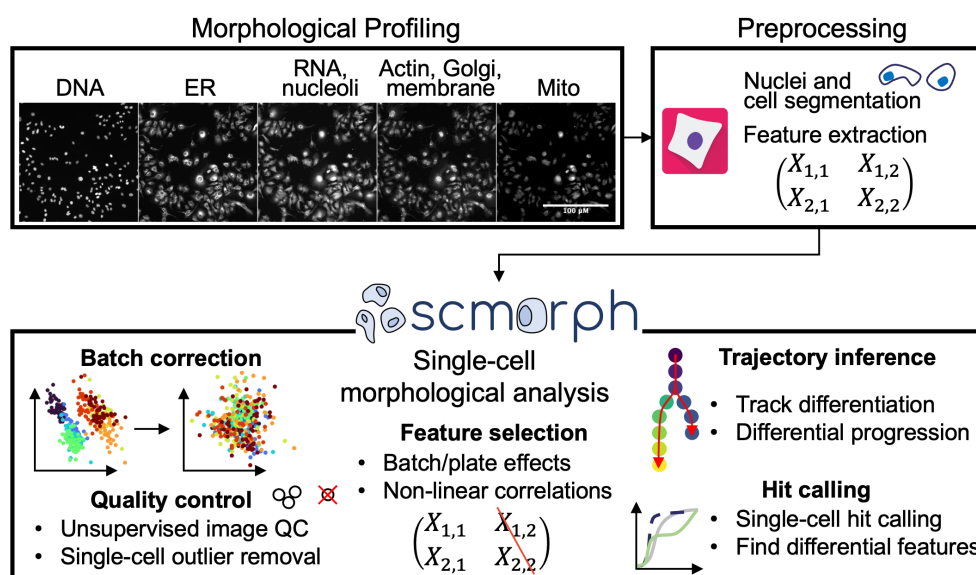 Morphological Profiling
DNA
ER
RNA,
nucleoli
Actin, Golgi,
membrane
Mito
100 µM
Preprocessing
Nuclei and
cell segmentation
Feature extraction
X1,1 X1,2
X2,1 X2,2
scmorph
Single-cell
morphological analysis
Batch correction
Quality control
• Unsupervised image QC
• Single-cell outlier removal
Feature selection
• Batch/plate effects
• Non-linear correlations
X1,1 X1,2
X2,1 X2,2
Trajectory inference
• Track differentiation
• Differential progression
Hit calling
• Single-cell hit calling
• Find differential features